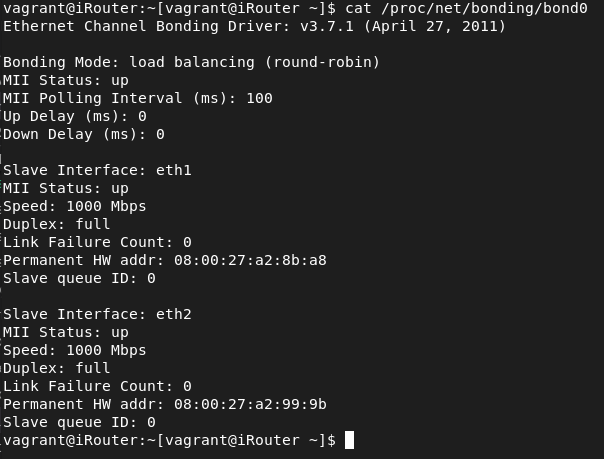 vagrant@iRouter:~[vagrant@iRouter ~]$ cat /proc/net/bonding/bond0
Ethernet Channel Bonding Driver: v3.7.1 (April 27, 2011)
Bonding Mode: load balancing (round-robin)
MII Status: up
MII Polling Interval (ms): 100
Up Delay (ms): 0
Down Delay (ms): 0
Slave Interface: eth1
MII Status: up
Speed: 1000 Mbps
Duplex: full
Link Failure Count: 0
Permanent HW addr: 08:00:27:a2:8b:a8
Slave queue ID: 0
Slave Interface: eth2
MII Status: up
Speed: 1000 Mbps
Duplex: full
Link Failure Count: 0
Permanent HW addr: 08:00:27:a2:99:9b
Slave queue ID: 0
vagrant@iRouter:~[vagrant@iRouter ~]$